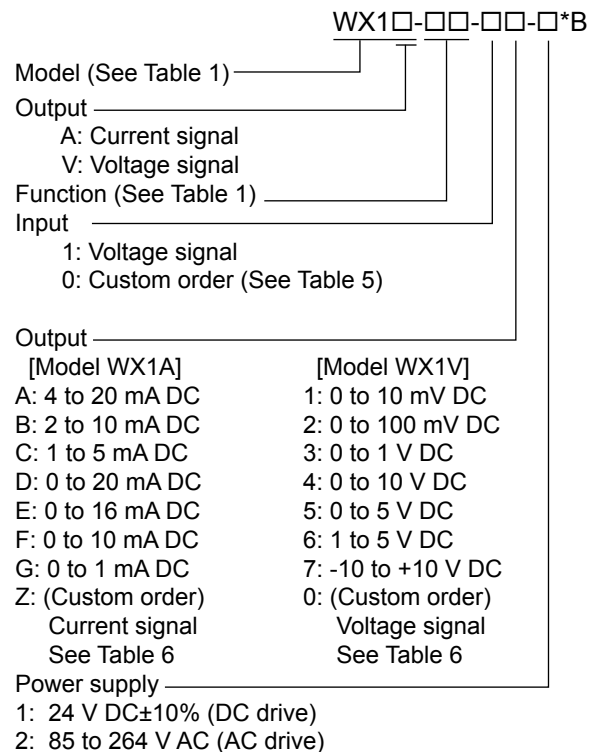 WX1□-□□-□□-□*B
Model (See Table 1)
Output
A: Current signal
V: Voltage signal
Function (See Table 1)
Input
1: Voltage signal
0: Custom order (See Table 5)
Output
[Model WX1A]
A: 4 to 20 mA DC
B: 2 to 10 mA DC
C: 1 to 5 mA DC
D: 0 to 20 mA DC
E: 0 to 16 mA DC
F: 0 to 10 mA DC
G: 0 to 1 mA DC
Z: (Custom order)
Current signal
See Table 6
[Model WX1V]
1: 0 to 10 mV DC
2: 0 to 100 mV DC
3: 0 to 1 V DC
4: 0 to 10 V DC
5: 0 to 5 V DC
6: 1 to 5 V DC
7: -10 to +10 V DC
0: (Custom order)
Voltage signal
See Table 6
Power supply
1: 24 V DC±10% (DC drive)
2: 85 to 264 V AC (AC drive)